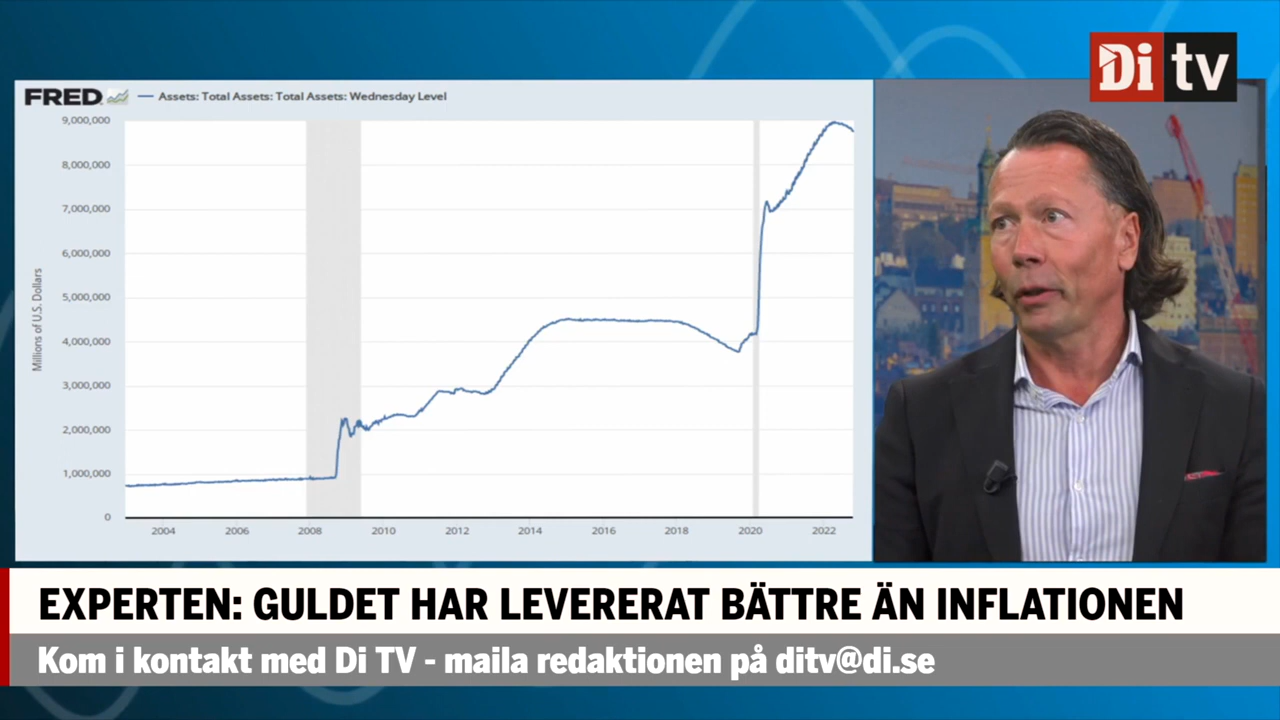 Di tv
FRED
Assets: Total Assets: Total Assets: Wednesday Level
9,000,000
8,000,000
7,000,000
6,000,000
5,000,000
4,000,000
3,000,000
2,000,000
1,000,000
0
Millions of U.S. Dollars
2004 2006 2008 2010 2012 2014 2016 2018 2020 2022
EXPERTEN: GULDET HAR LEVERERAT BÄTTRE ÄN INFLATIONEN
Kom i kontakt med Di TV - maila redaktionen på ditv@di.se